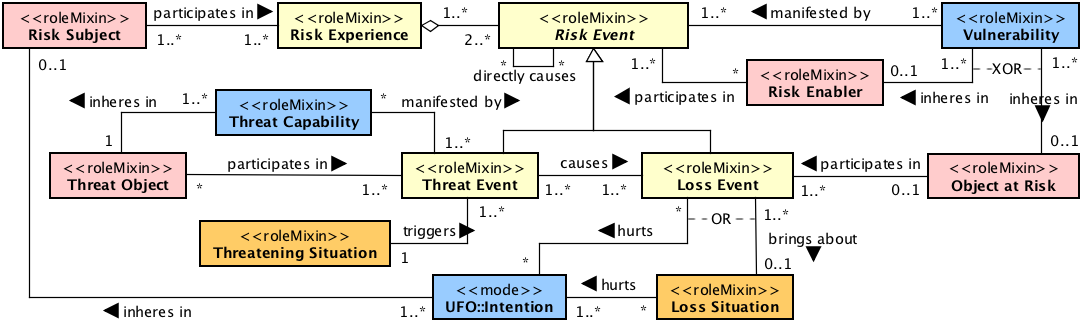 <<roleMixin>>
Risk Subject
participates in
1..*
1..*
<<roleMixin>>
Risk Experience
1..*
2..*
<<roleMixin>>
Risk Event
1..*
manifested by
1..*
<<roleMixin>>
Vulnerability
0..1
*
*
directly causes
1..*
*
<<roleMixin>>
Risk Enabler
0..1
1..*
XOR
1..*
inheres in
1..*
<<roleMixin>>
Threat Capability
*
manifested by
participates in
inheres in
inheres in
1
1..*
0..1
<<roleMixin>>
Threat Object
participates in
*
1..*
<<roleMixin>>
Threat Event
causes
1..*
1..*
<<roleMixin>>
Loss Event
participates in
1..*
0..1
<<roleMixin>>
Object at Risk
1..*
*
OR
1..*
<<roleMixin>>
Threatening Situation
triggers
1
hurts
brings about
*
0..1
<<mode>>
UFO::Intention
hurts
<<roleMixin>>
Loss Situation
inheres in
1..*
1..*
*